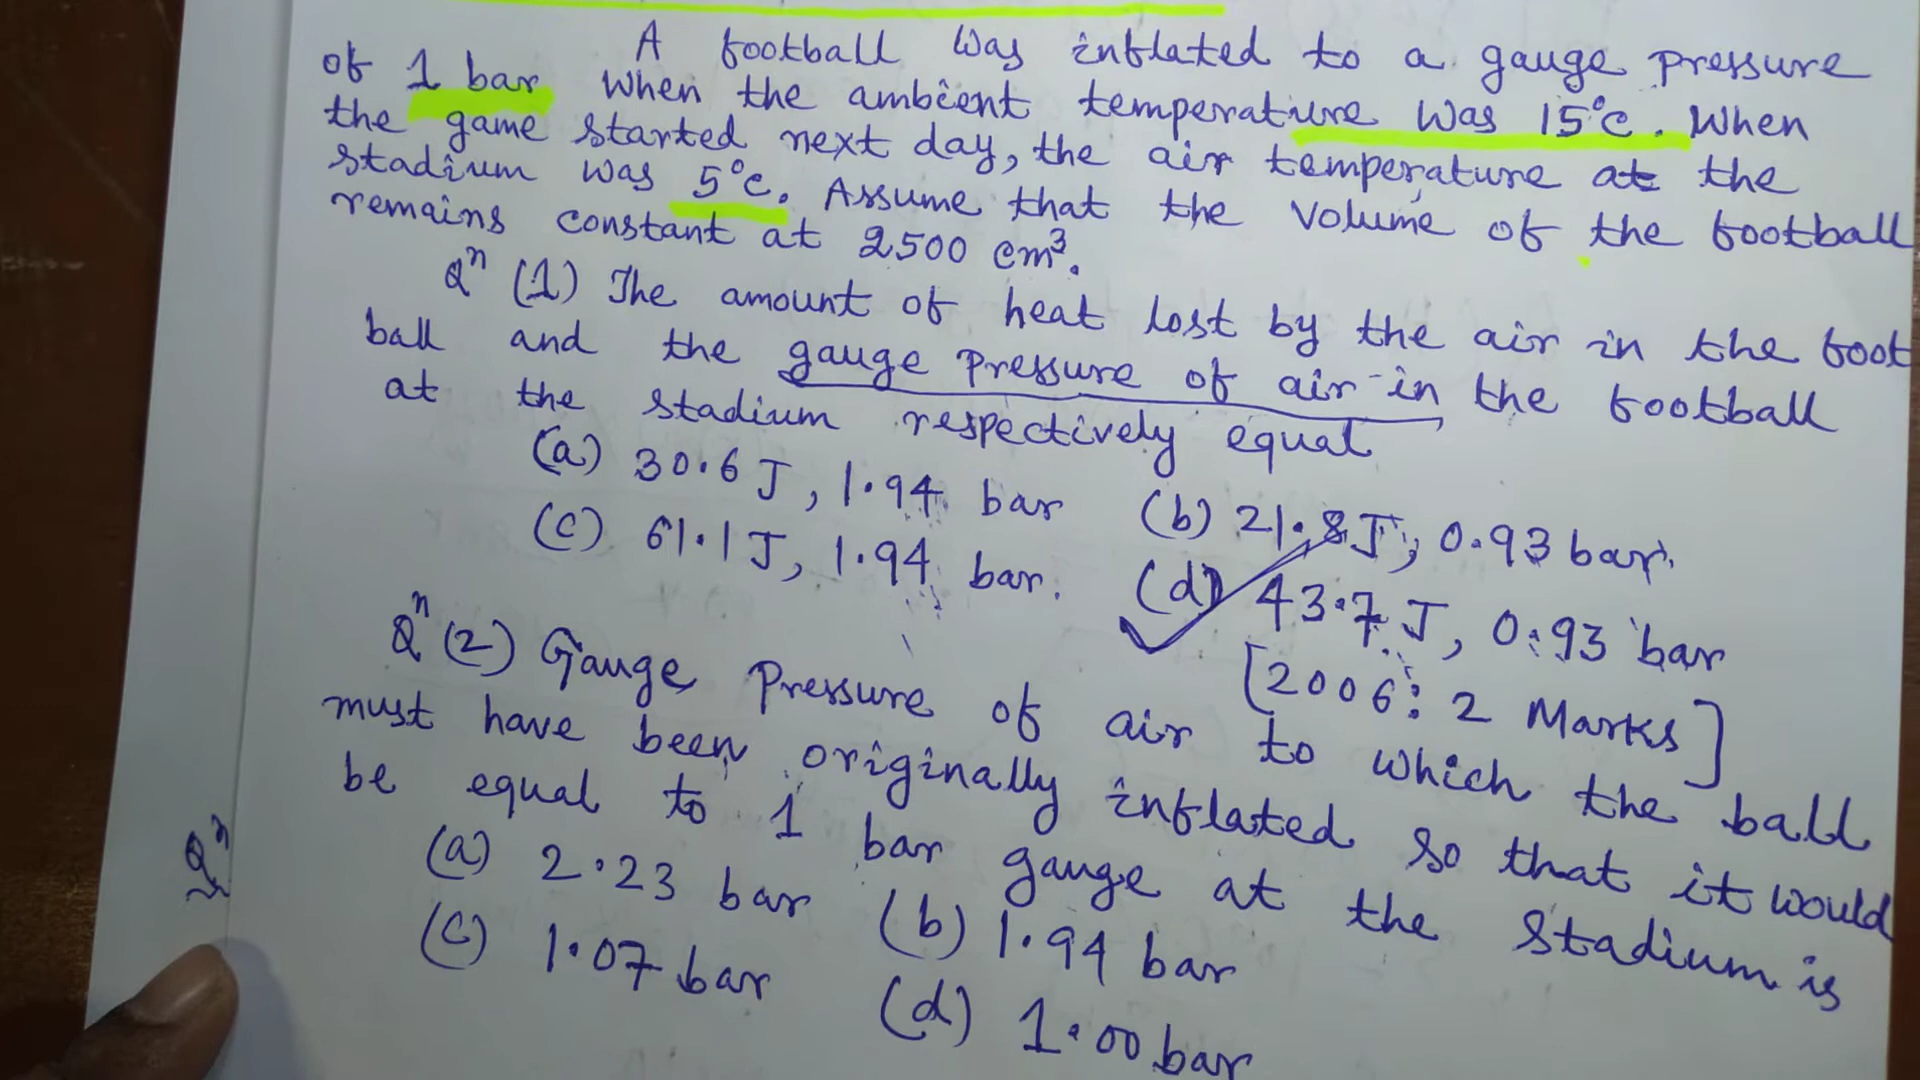 A football was inflated to a gauge pressure
of 1 bar when the ambient temperature was 15°c. When
the game started next day, the air temperature at the
stadium was 5°c. Assume that the volume of the football
remains constant at 2500 cm³.
Qⁿ (1) The amount of heat lost by the air in the foot
ball and the gauge pressure of air in the football
at the stadium respectively equal
(a) 30.6 J, 1.94 bar (b) 21.8 J, 0.93 bar.
(c) 61.1 J, 1.94 bar. (d) 43.7 J, 0.93 bar
[2006: 2 Marks]
Qⁿ (2) Gauge pressure of air to which the ball
must have been originally inflated so that it would
be equal to 1 bar gauge at the stadium is
(a) 2.23 bar (b) 1.94 bar
(c) 1.07 bar (d) 1.00 bar
Qⁿ